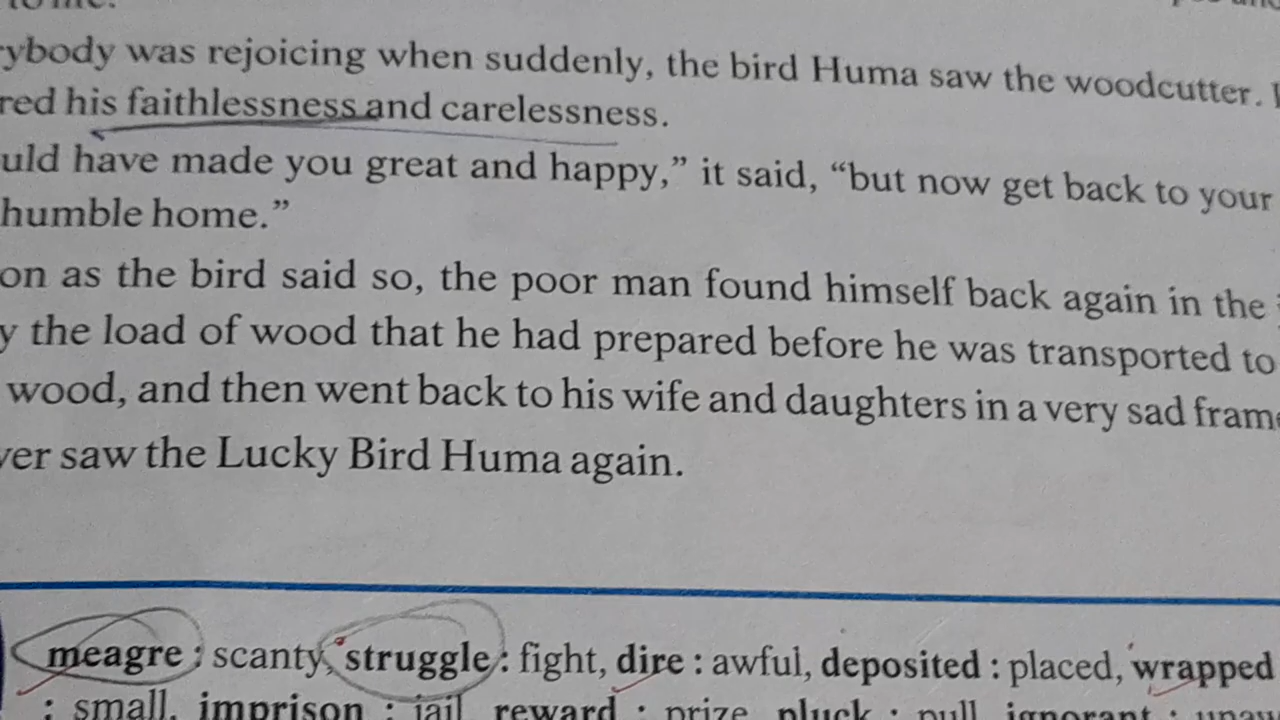 rybody was rejoicing when suddenly, the bird Huma saw the woodcutter.
red his faithlessness and carelessness.
uld have made you great and happy,” it said, “but now get back to your
humble home.”
on as the bird said so, the poor man found himself back again in the
y the load of wood that he had prepared before he was transported to
wood, and then went back to his wife and daughters in a very sad frame
ver saw the Lucky Bird Huma again.
meagre : scanty, struggle : fight, dire : awful, deposited : placed, wrapped
: small, imprison : jail, reward : prize, pluck : pull, ignorant :